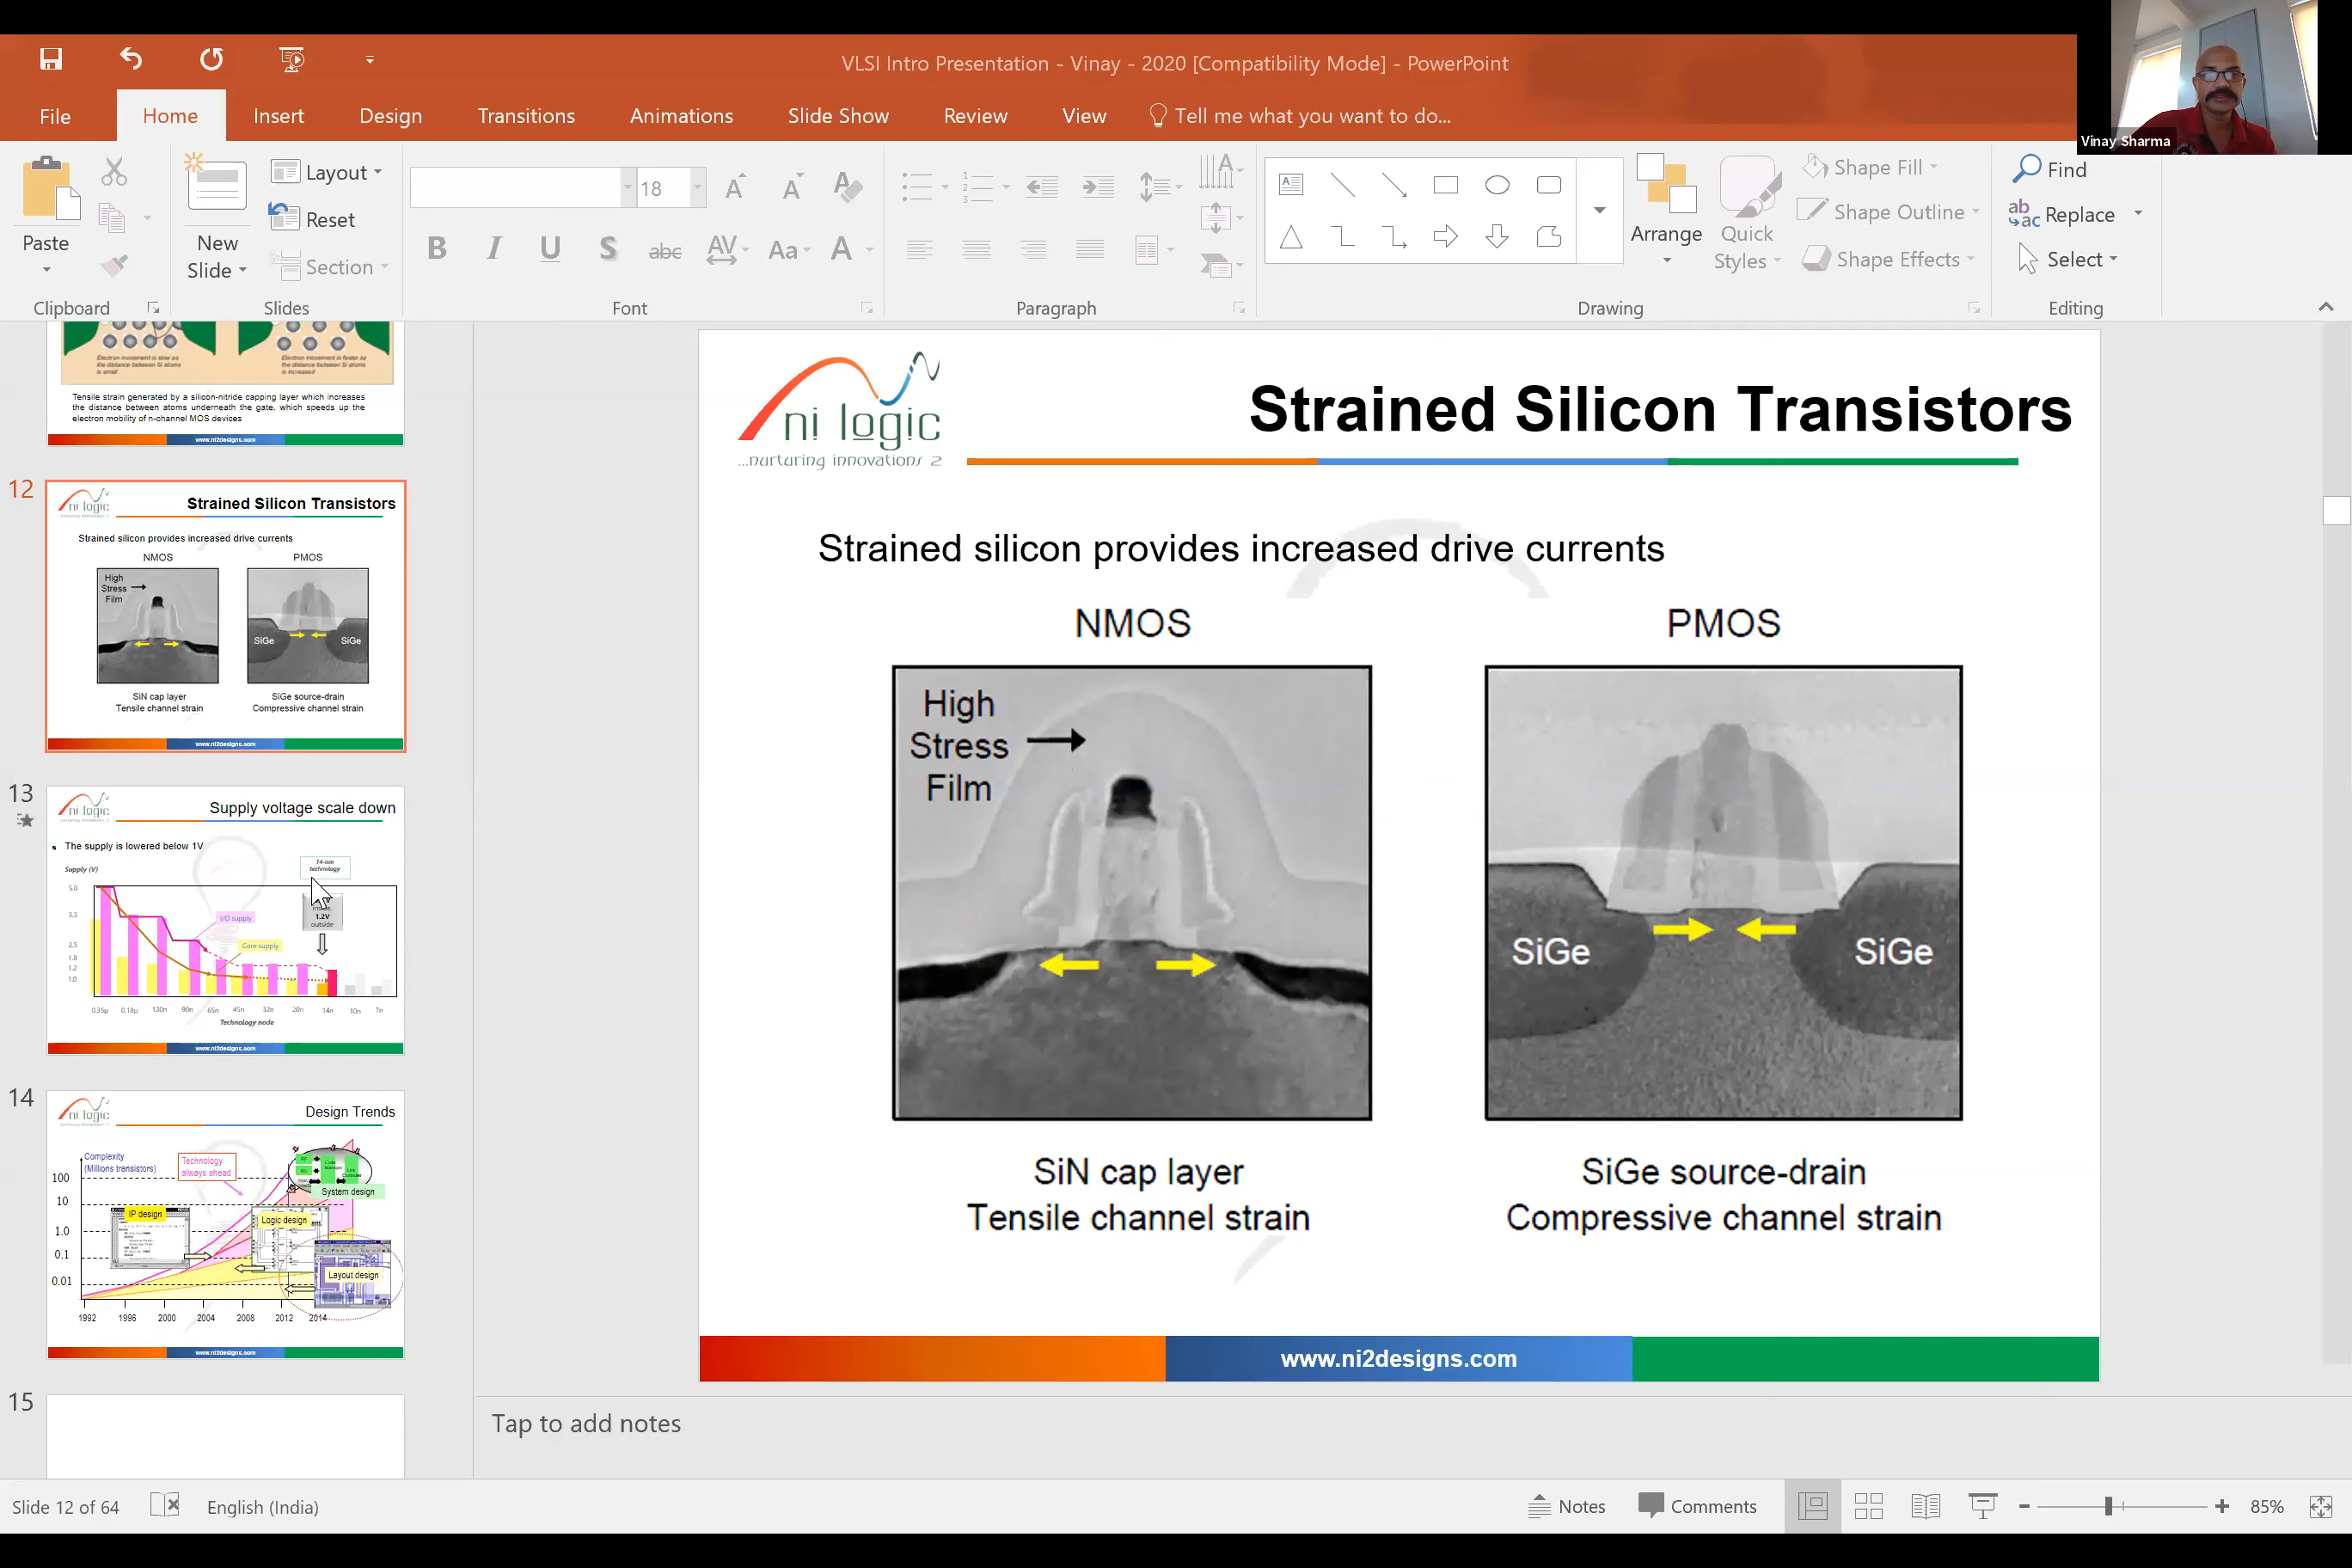 VLSI Intro Presentation - Vinay - 2020 [Compatibility Mode] - PowerPoint
File
Home
Insert
Design
Transitions
Animations
Slide Show
Review
View
Tell me what you want to do...
Vinay Sharma
Paste
Clipboard
New
Slide
Layout
Reset
Section
Slides
18
Font
Paragraph
Arrange
Quick
Styles
Shape Fill
Shape Outline
Shape Effects
Drawing
Find
Replace
Select
Editing
Electron movement is slow as
the distance between Si atoms
is small
Electron movement is faster as
the distance between Si atoms
is increased
Tensile strain generated by a silicon-nitride capping layer which increases
the distance between atoms underneath the gate, which speeds up the
electron mobility of n-channel MOS devices
www.ni2designs.com
12
ni logic
Strained Silicon Transistors
Strained silicon provides increased drive currents
NMOS
PMOS
High
Stress
Film
SiGe
SiGe
SiN cap layer
Tensile channel strain
SiGe source-drain
Compressive channel strain
www.ni2designs.com
13
ni logic
Supply voltage scale down
The supply is lowered below 1V
Supply (V)
14-nm
technology
5.0
3.3
2.5
1.8
1.2
1.0
I/O supply
Core supply
1.2V
outside
0.35µ
0.18µ
130n
90n
65n
45n
32n
20n
14n
10n
7n
Technology node
www.ni2designs.com
14
ni logic
Design Trends
Complexity
(Millions transistors)
Technology
always ahead
100
10
1.0
0.1
0.01
IP design
Logic design
System design
Layout design
1992
1996
2000
2004
2008
2012
2014
www.ni2designs.com
15
ni logic
...nurturing innovations 2
Strained Silicon Transistors
Strained silicon provides increased drive currents
NMOS
PMOS
High
Stress
Film
SiGe
SiGe
SiN cap layer
Tensile channel strain
SiGe source-drain
Compressive channel strain
www.ni2designs.com
Tap to add notes
Slide 12 of 64
English (India)
Notes
Comments
85%